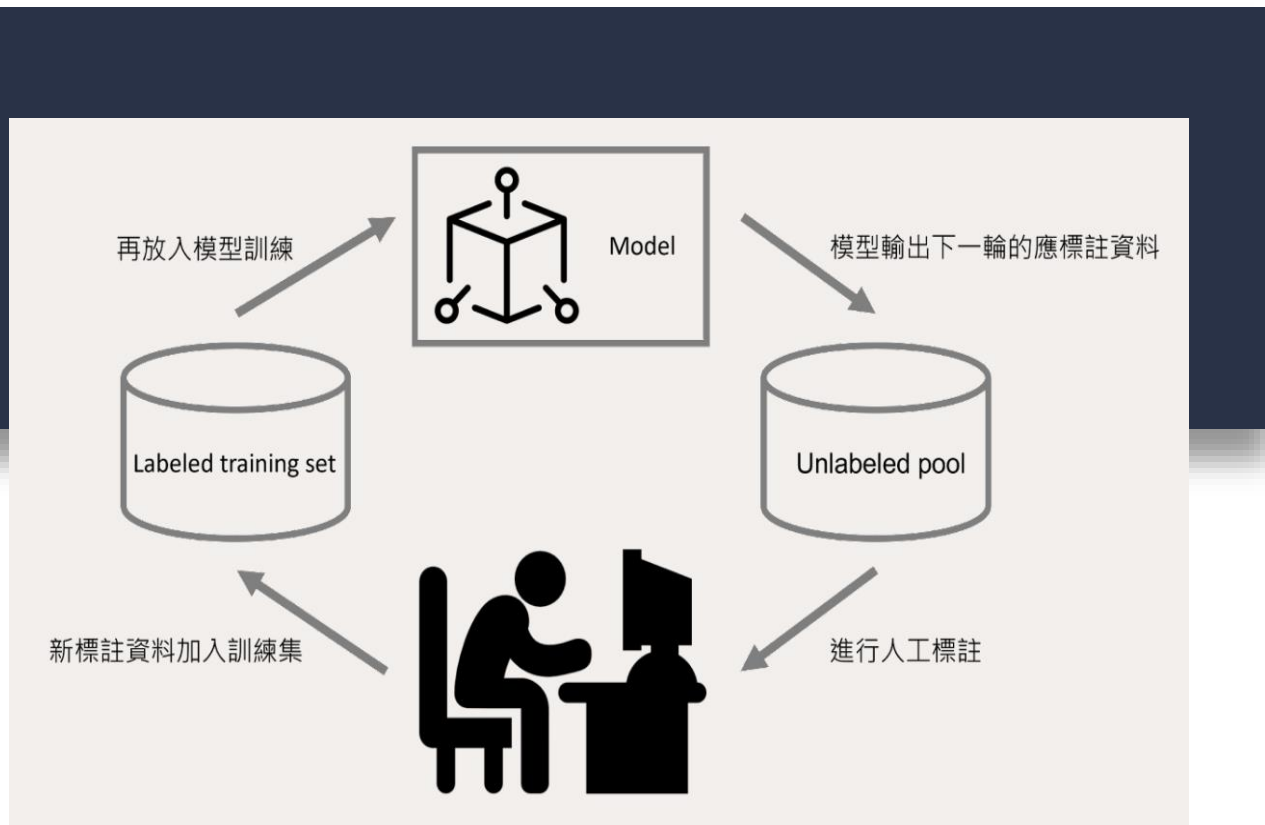 再放入模型訓練
Model
模型輸出下一輪的應標註資料
Labeled training set
Unlabeled pool
新標註資料加入訓練集
進行人工標註